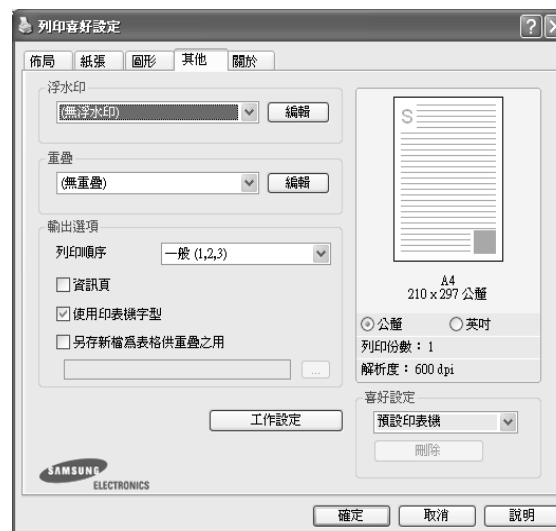 列印喜好設定
佈局 紙張 圖形 其他 關於
浮水印
(無浮水印) 編輯
重疊
(無重疊) 編輯
輸出選項
列印順序 一般 (1,2,3)
資訊頁
使用印表機字型
另存新檔為表格供重疊之用
...
工作設定
S
A4
210 x 297 公釐
公釐 英吋
列印份數：1
解析度：600 dpi
喜好設定
預設印表機
刪除
SAMSUNG
ELECTRONICS
確定 取消 說明